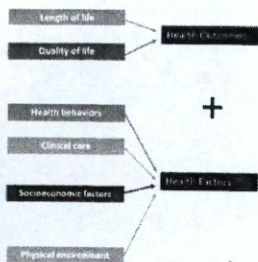 Length of life
Quality of life
Health Outcomes
+
Health behaviors
Clinical care
Socioeconomic factors
Health Factors
Physical environment